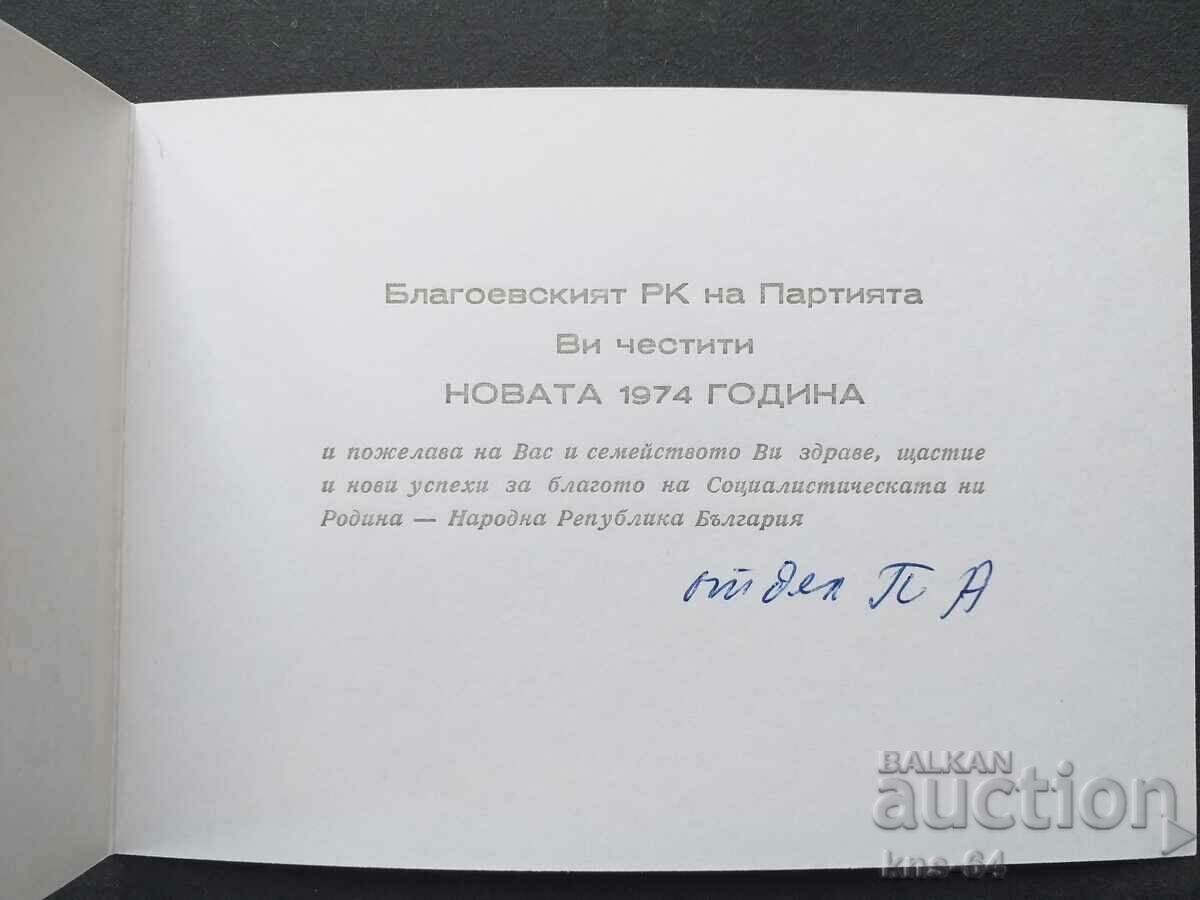 Благоевският РК на Партията
Ви честити
НОВАТА 1974 ГОДИНА
и пожелава на Вас и семейството Ви здраве, щастие
и нови успехи за благото на Социалистическата ни
Родина — Народна Република България
отдел П А
BALKAN
auction
kns-64